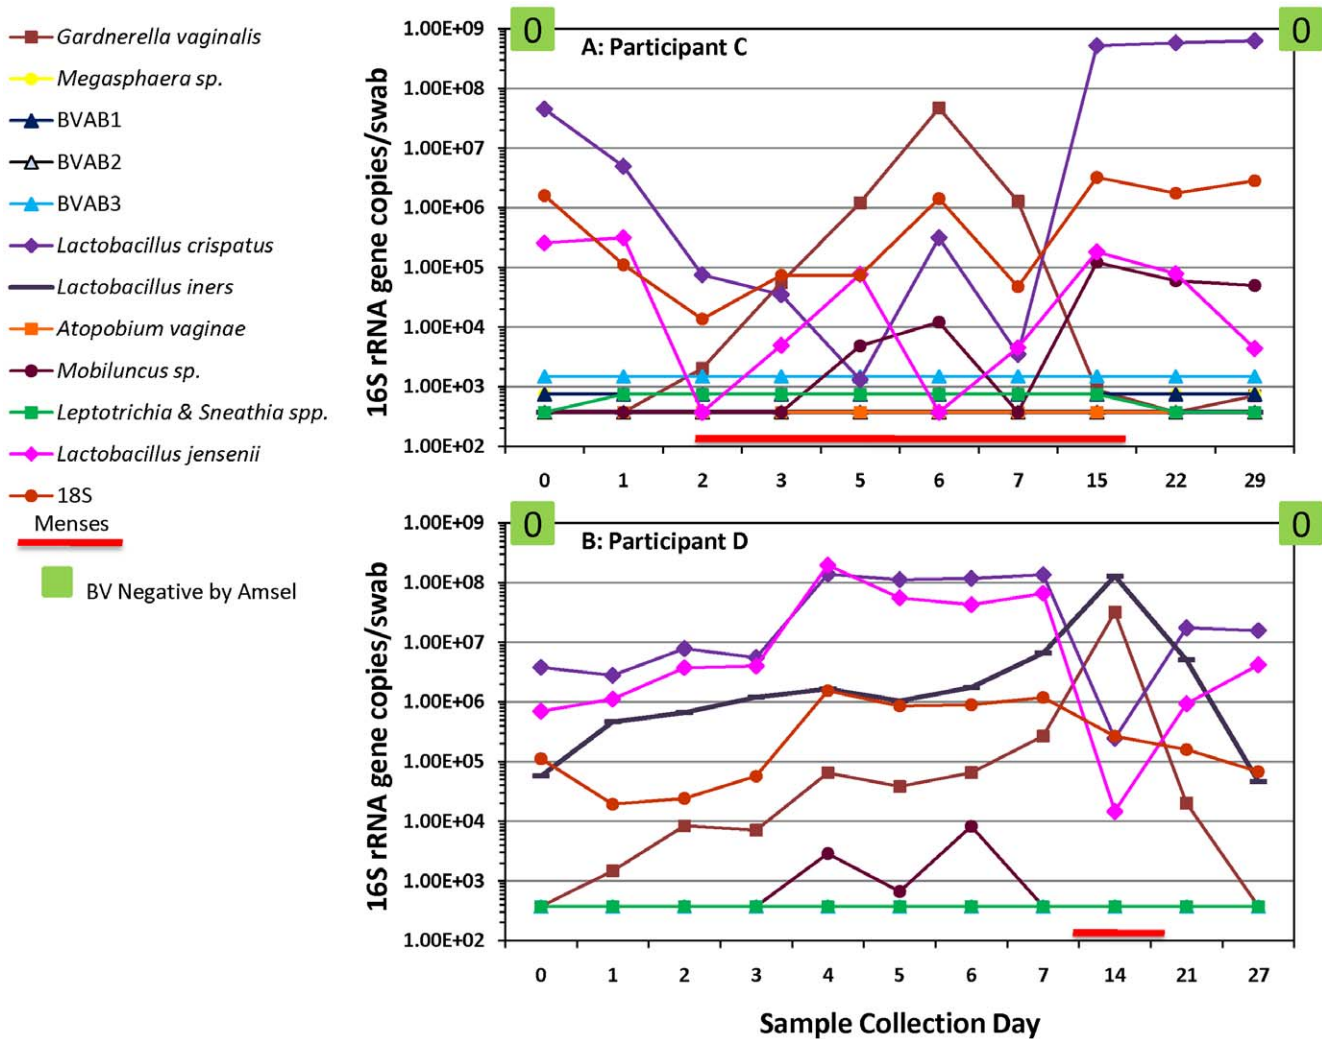 Gardnerella vaginalis
Megasphaera sp.
BVAB1
BVAB2
BVAB3
Lactobacillus crispatus
Lactobacillus iners
Atopobium vaginae
Mobiluncus sp.
Leptotrichia & Sneathia spp.
Lactobacillus jensenii
18S
Menses
BV Negative by Amsel
0 0
A: Participant C
16S rRNA gene copies/swab
1.00E+09
1.00E+08
1.00E+07
1.00E+06
1.00E+05
1.00E+04
1.00E+03
1.00E+02
0 1 2 3 5 6 7 15 22 29
0 0
B: Participant D
16S rRNA gene copies/swab
1.00E+09
1.00E+08
1.00E+07
1.00E+06
1.00E+05
1.00E+04
1.00E+03
1.00E+02
0 1 2 3 4 5 6 7 14 21 27
Sample Collection Day